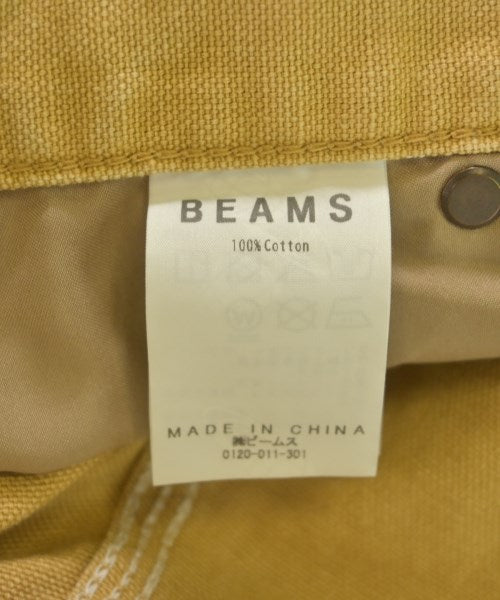 BEAMS
100% Cotton
MADE IN CHINA
㈱ビームス
0120-011-301